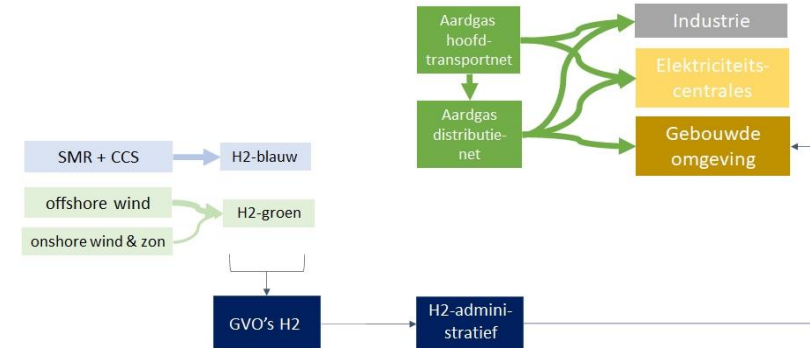 Aardgas
hoofd-
transportnet
Industrie
Elektriciteits-
centrales
Aardgas
distributie-
net
Gebouwde
omgeving
SMR + CCS
H2-blauw
offshore wind
H2-groen
onshore wind & zon
GVO's H2
H2-admini-
stratief